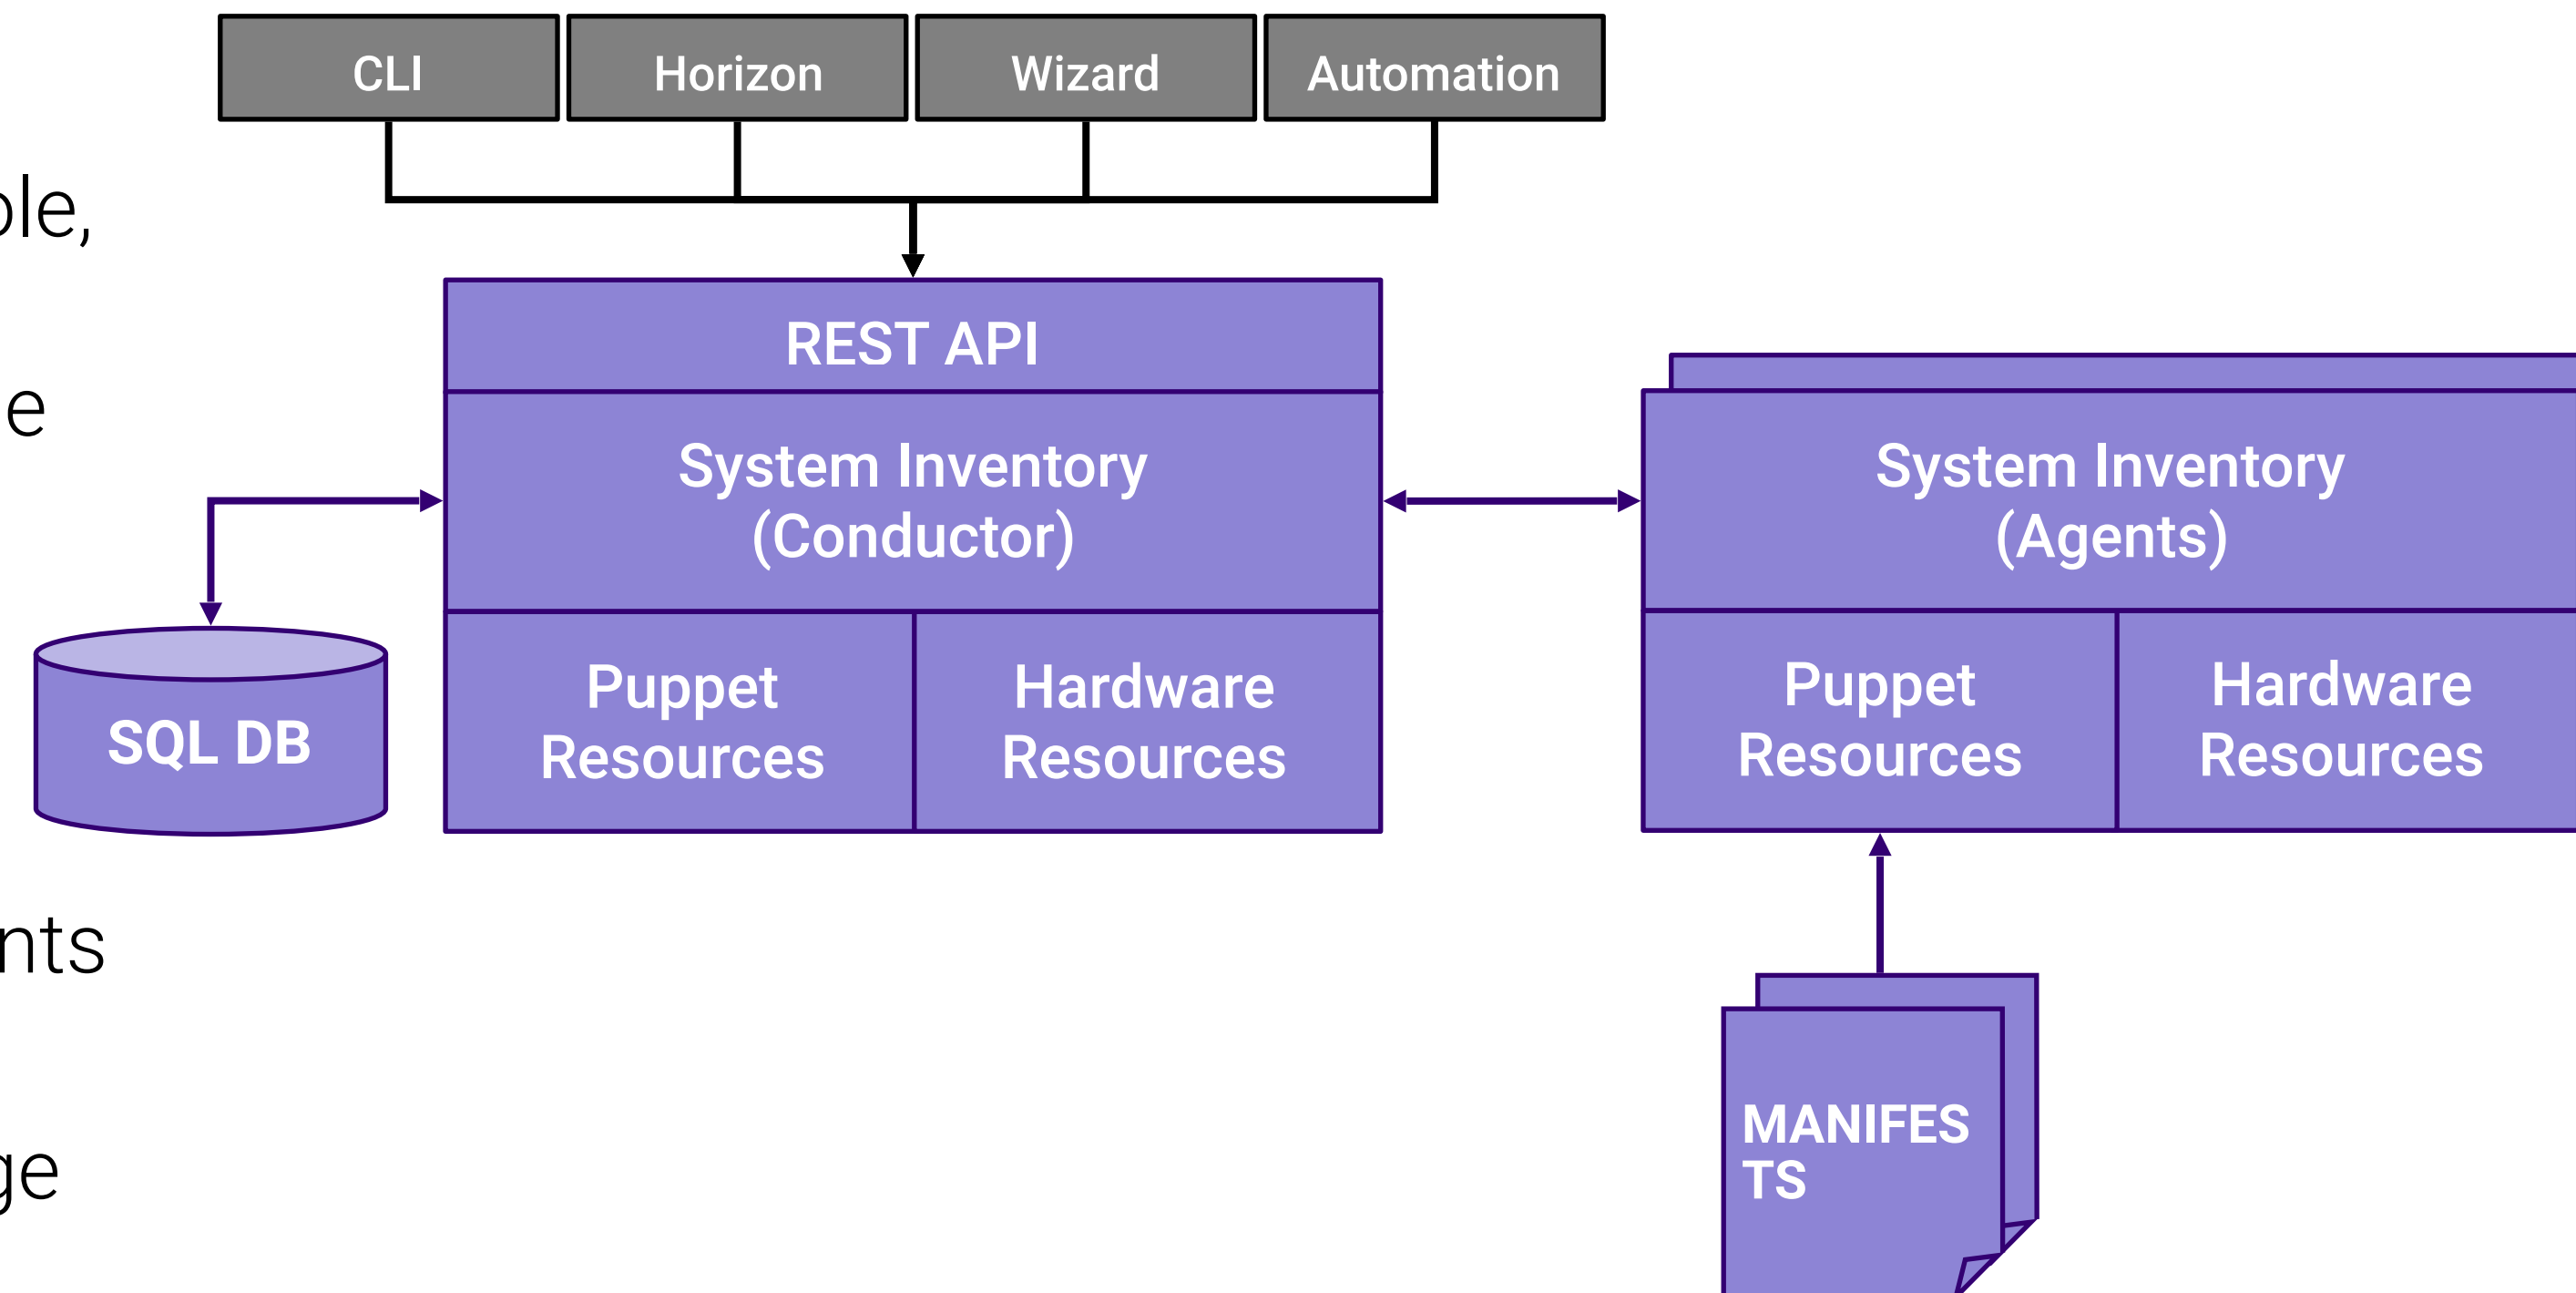 CLI
Horizon
Wizard
Automation
ole,
e
REST API
System Inventory
(Conductor)
System Inventory
(Agents)
Puppet
Resources
Hardware
Resources
Puppet
Resources
Hardware
Resources
SQL DB
nts
ge
MANIFES
TS